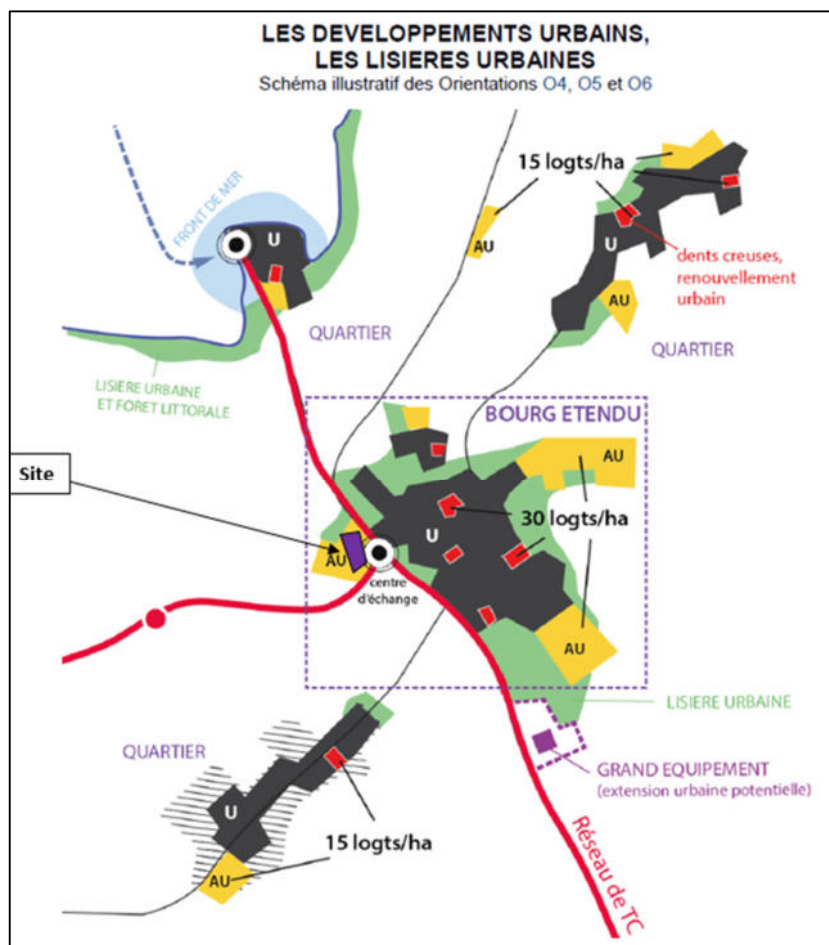 LES DEVELOPPEMENTS URBAINS,
LES LISIERES URBAINES
Schéma illustratif des Orientations O4, O5 et O6
15 logts/ha
FRONT DE MER
U
AU
U
dents creuses,
renouvellement
urbain
AU
QUARTIER
QUARTIER
LISIERE URBAINE
ET FORET LITTORALE
BOURG ETENDU
Site
AU
U
30 logts/ha
AU
centre
d'échange
AU
LISIERE URBAINE
QUARTIER
GRAND EQUIPEMENT
(extension urbaine potentielle)
U
15 logts/ha
AU
Réseau de TC